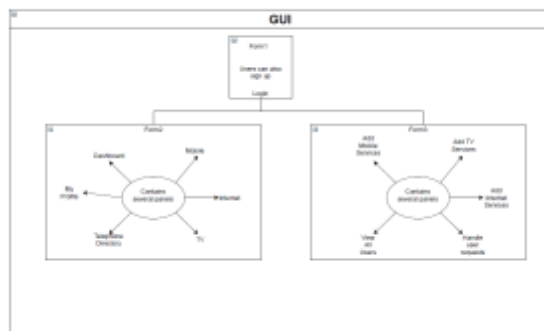 GUI
Form1
Users can also
sign up
Login
Form2
Dashboard
Mobile
My
Internet
Telephone
Directory
TV
Contains
several panels
Form3
Add
Mobile
Services
Add TV
Services
Contains
several panels
Add
Internet
Services
View
All
Users
Handle
user
requests